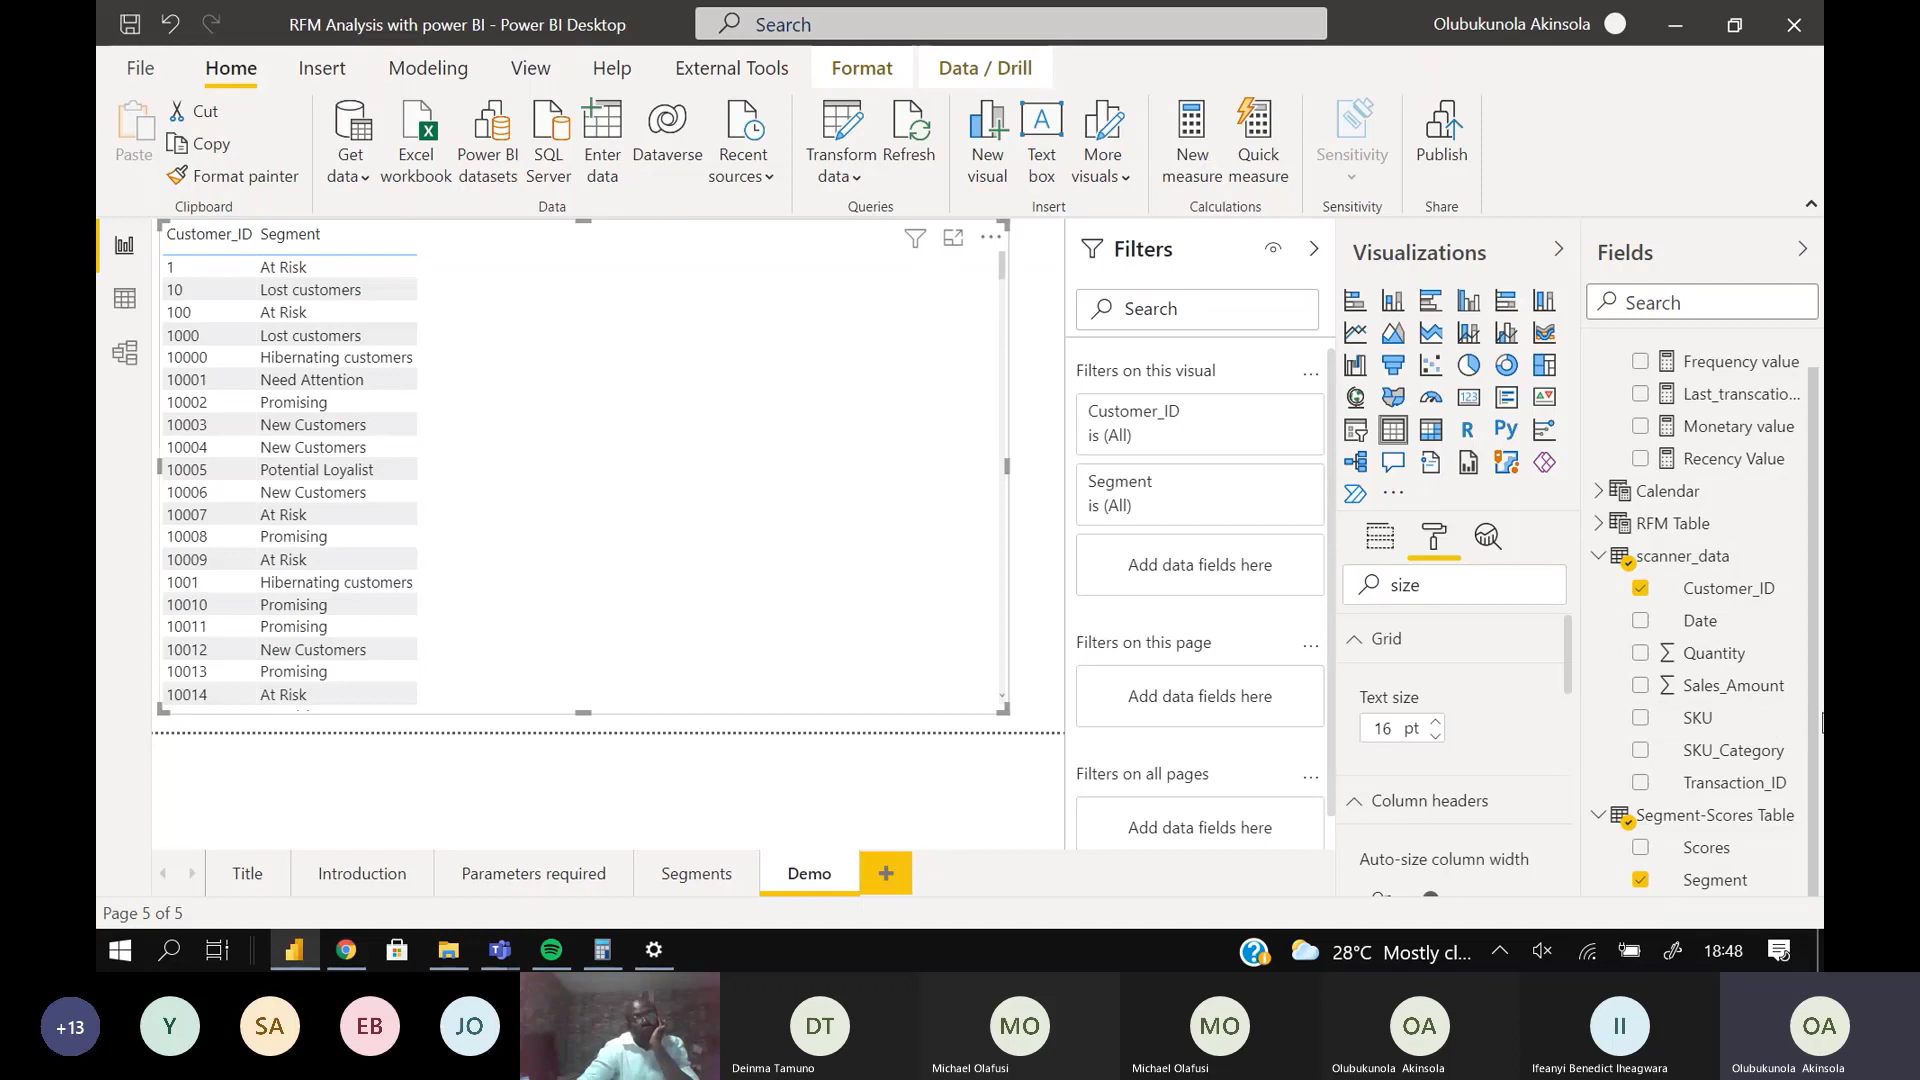 RFM Analysis with power BI - Power BI Desktop
Search
Olubukunola Akinsola
File Home Insert Modeling View Help External Tools Format Data / Drill
Paste
Cut
Copy
Format painter
Clipboard
Get data
Excel workbook
Power BI datasets
SQL Server
Enter data
Dataverse
Recent sources
Data
Transform data
Refresh
Queries
New visual
Text box
More visuals
Insert
New measure
Quick measure
Calculations
Sensitivity
Sensitivity
Publish
Share
Customer_ID Segment
1 At Risk
10 Lost customers
100 At Risk
1000 Lost customers
10000 Hibernating customers
10001 Need Attention
10002 Promising
10003 New Customers
10004 New Customers
10005 Potential Loyalist
10006 New Customers
10007 At Risk
10008 Promising
10009 At Risk
1001 Hibernating customers
10010 Promising
10011 Promising
10012 New Customers
10013 Promising
10014 At Risk
Filters
Search
Filters on this visual ...
Customer_ID
is (All)
Segment
is (All)
Add data fields here
Filters on this page ...
Add data fields here
Filters on all pages ...
Add data fields here
Visualizations
123
R
Py
size
Grid
Text size
16 pt
Column headers
Auto-size column width
Fields
Search
Frequency value
Last_transcatio...
Monetary value
Recency Value
Calendar
RFM Table
scanner_data
Customer_ID
Date
Quantity
Sales_Amount
SKU
SKU_Category
Transaction_ID
Segment-Scores Table
Scores
Segment
Title Introduction Parameters required Segments Demo +
Page 5 of 5
28°C Mostly cl... 18:48
+13 Y SA EB JO DT MO MO OA II OA
Deinma Tamuno Michael Olafusi Michael Olafusi Olubukunola Akinsola Ifeanyi Benedict Iheagwara Olubukunola Akinsola